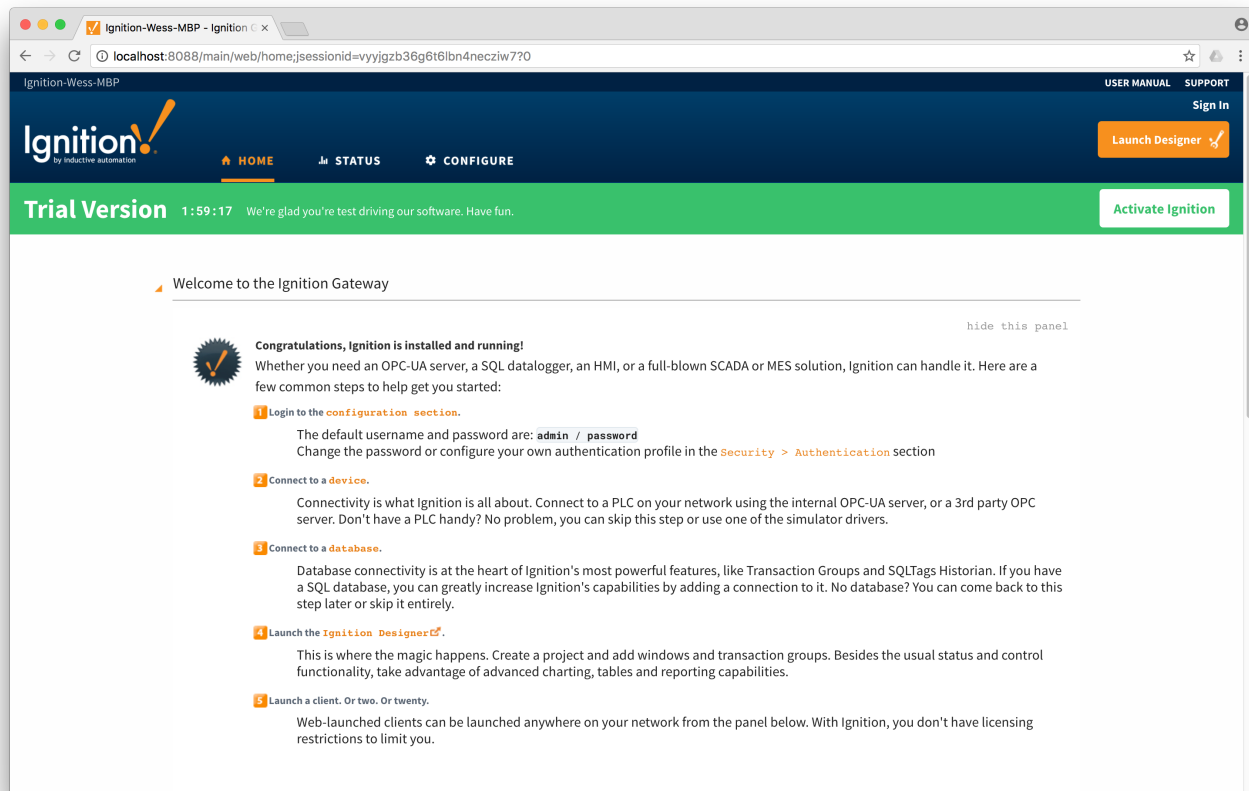 Ignition-Wess-MBP - Ignition G
localhost:8088/main/web/home;jsessionid=vyyjgzb36g6t6lbn4necziw7?0
Ignition-Wess-MBP
USER MANUAL SUPPORT
Sign In
Ignition!
by inductive automation
HOME STATUS CONFIGURE
Launch Designer
Trial Version 1:59:17 We're glad you're test driving our software. Have fun.
Activate Ignition
Welcome to the Ignition Gateway
hide this panel
Congratulations, Ignition is installed and running!
Whether you need an OPC-UA server, a SQL datalogger, an HMI, or a full-blown SCADA or MES solution, Ignition can handle it. Here are a
few common steps to help get you started:
1 Login to the configuration section.
The default username and password are: admin / password
Change the password or configure your own authentication profile in the Security > Authentication section
2 Connect to a device.
Connectivity is what Ignition is all about. Connect to a PLC on your network using the internal OPC-UA server, or a 3rd party OPC
server. Don't have a PLC handy? No problem, you can skip this step or use one of the simulator drivers.
3 Connect to a database.
Database connectivity is at the heart of Ignition's most powerful features, like Transaction Groups and SQLTags Historian. If you have
a SQL database, you can greatly increase Ignition's capabilities by adding a connection to it. No database? You can come back to this
step later or skip it entirely.
4 Launch the Ignition Designer.
This is where the magic happens. Create a project and add windows and transaction groups. Besides the usual status and control
functionality, take advantage of advanced charting, tables and reporting capabilities.
5 Launch a client. Or two. Or twenty.
Web-launched clients can be launched anywhere on your network from the panel below. With Ignition, you don't have licensing
restrictions to limit you.